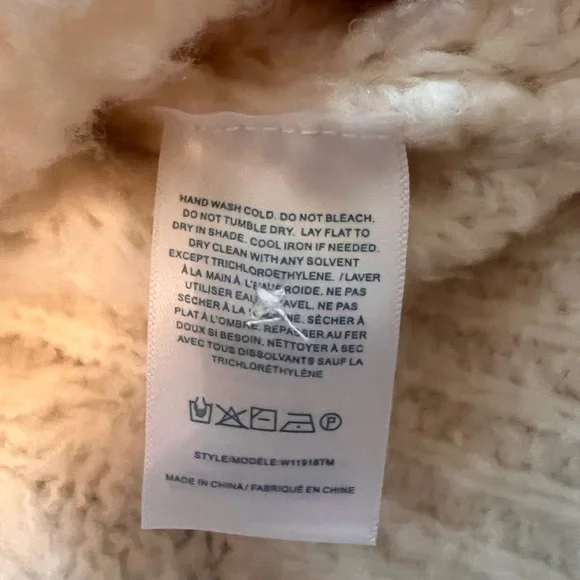 HAND WASH COLD. DO NOT BLEACH.
DO NOT TUMBLE DRY. LAY FLAT TO
DRY IN SHADE. COOL IRON IF NEEDED.
DRY CLEAN WITH ANY SOLVENT
EXCEPT TRICHLOROETHYLENE. /LAVER
À LA MAIN À L'EAU FROIDE. NE PAS
UTILISER EAU JAVEL. NE PAS
SÉCHER À LA SÉCHER À
PLAT À L'OMBRE. REPASSER AU FER
DOUX SI BESOIN. NETTOYER À SEC
AVEC TOUS DISSOLVANTS SAUF LA
TRICHLORÉTHYLÈNE
P
STYLE/MODÈLE:W11918TM
MADE IN CHINA / FABRIQUÉ EN CHINE